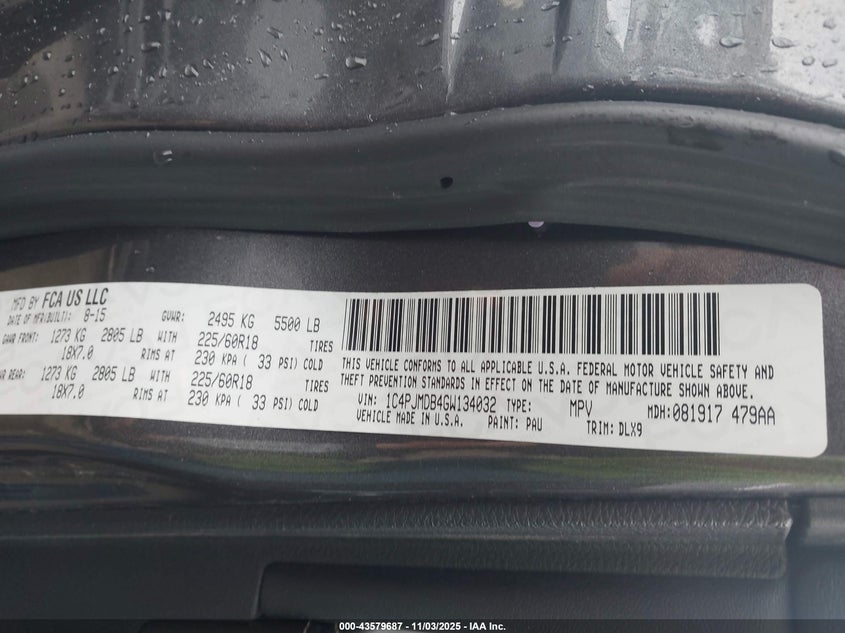 MFD BY FCA US LLC
DATE OF MFR(BUILT): 8-15 GVWR: 2495 KG 5500 LB
GAWR FRONT: 1273 KG 2805 LB WITH 225/60R18 TIRES
18X7.0 RIMS AT 230 KPA ( 33 PSI) COLD
WR REAR: 1273 KG 2805 LB WITH 225/60R18 TIRES
18X7.0 RIMS AT 230 KPA ( 33 PSI) COLD
THIS VEHICLE CONFORMS TO ALL APPLICABLE U.S.A. FEDERAL MOTOR VEHICLE SAFETY AND
THEFT PREVENTION STANDARDS IN EFFECT ON THE DATE OF MANUFACTURE SHOWN ABOVE.
VIN: 1C4PJMDB4GW134032 TYPE: MPV MDH:081917 479AA
VEHICLE MADE IN U.S.A. PAINT: PAU TRIM: DLX9
000-43579687 - 11/03/2025 - IAA Inc.